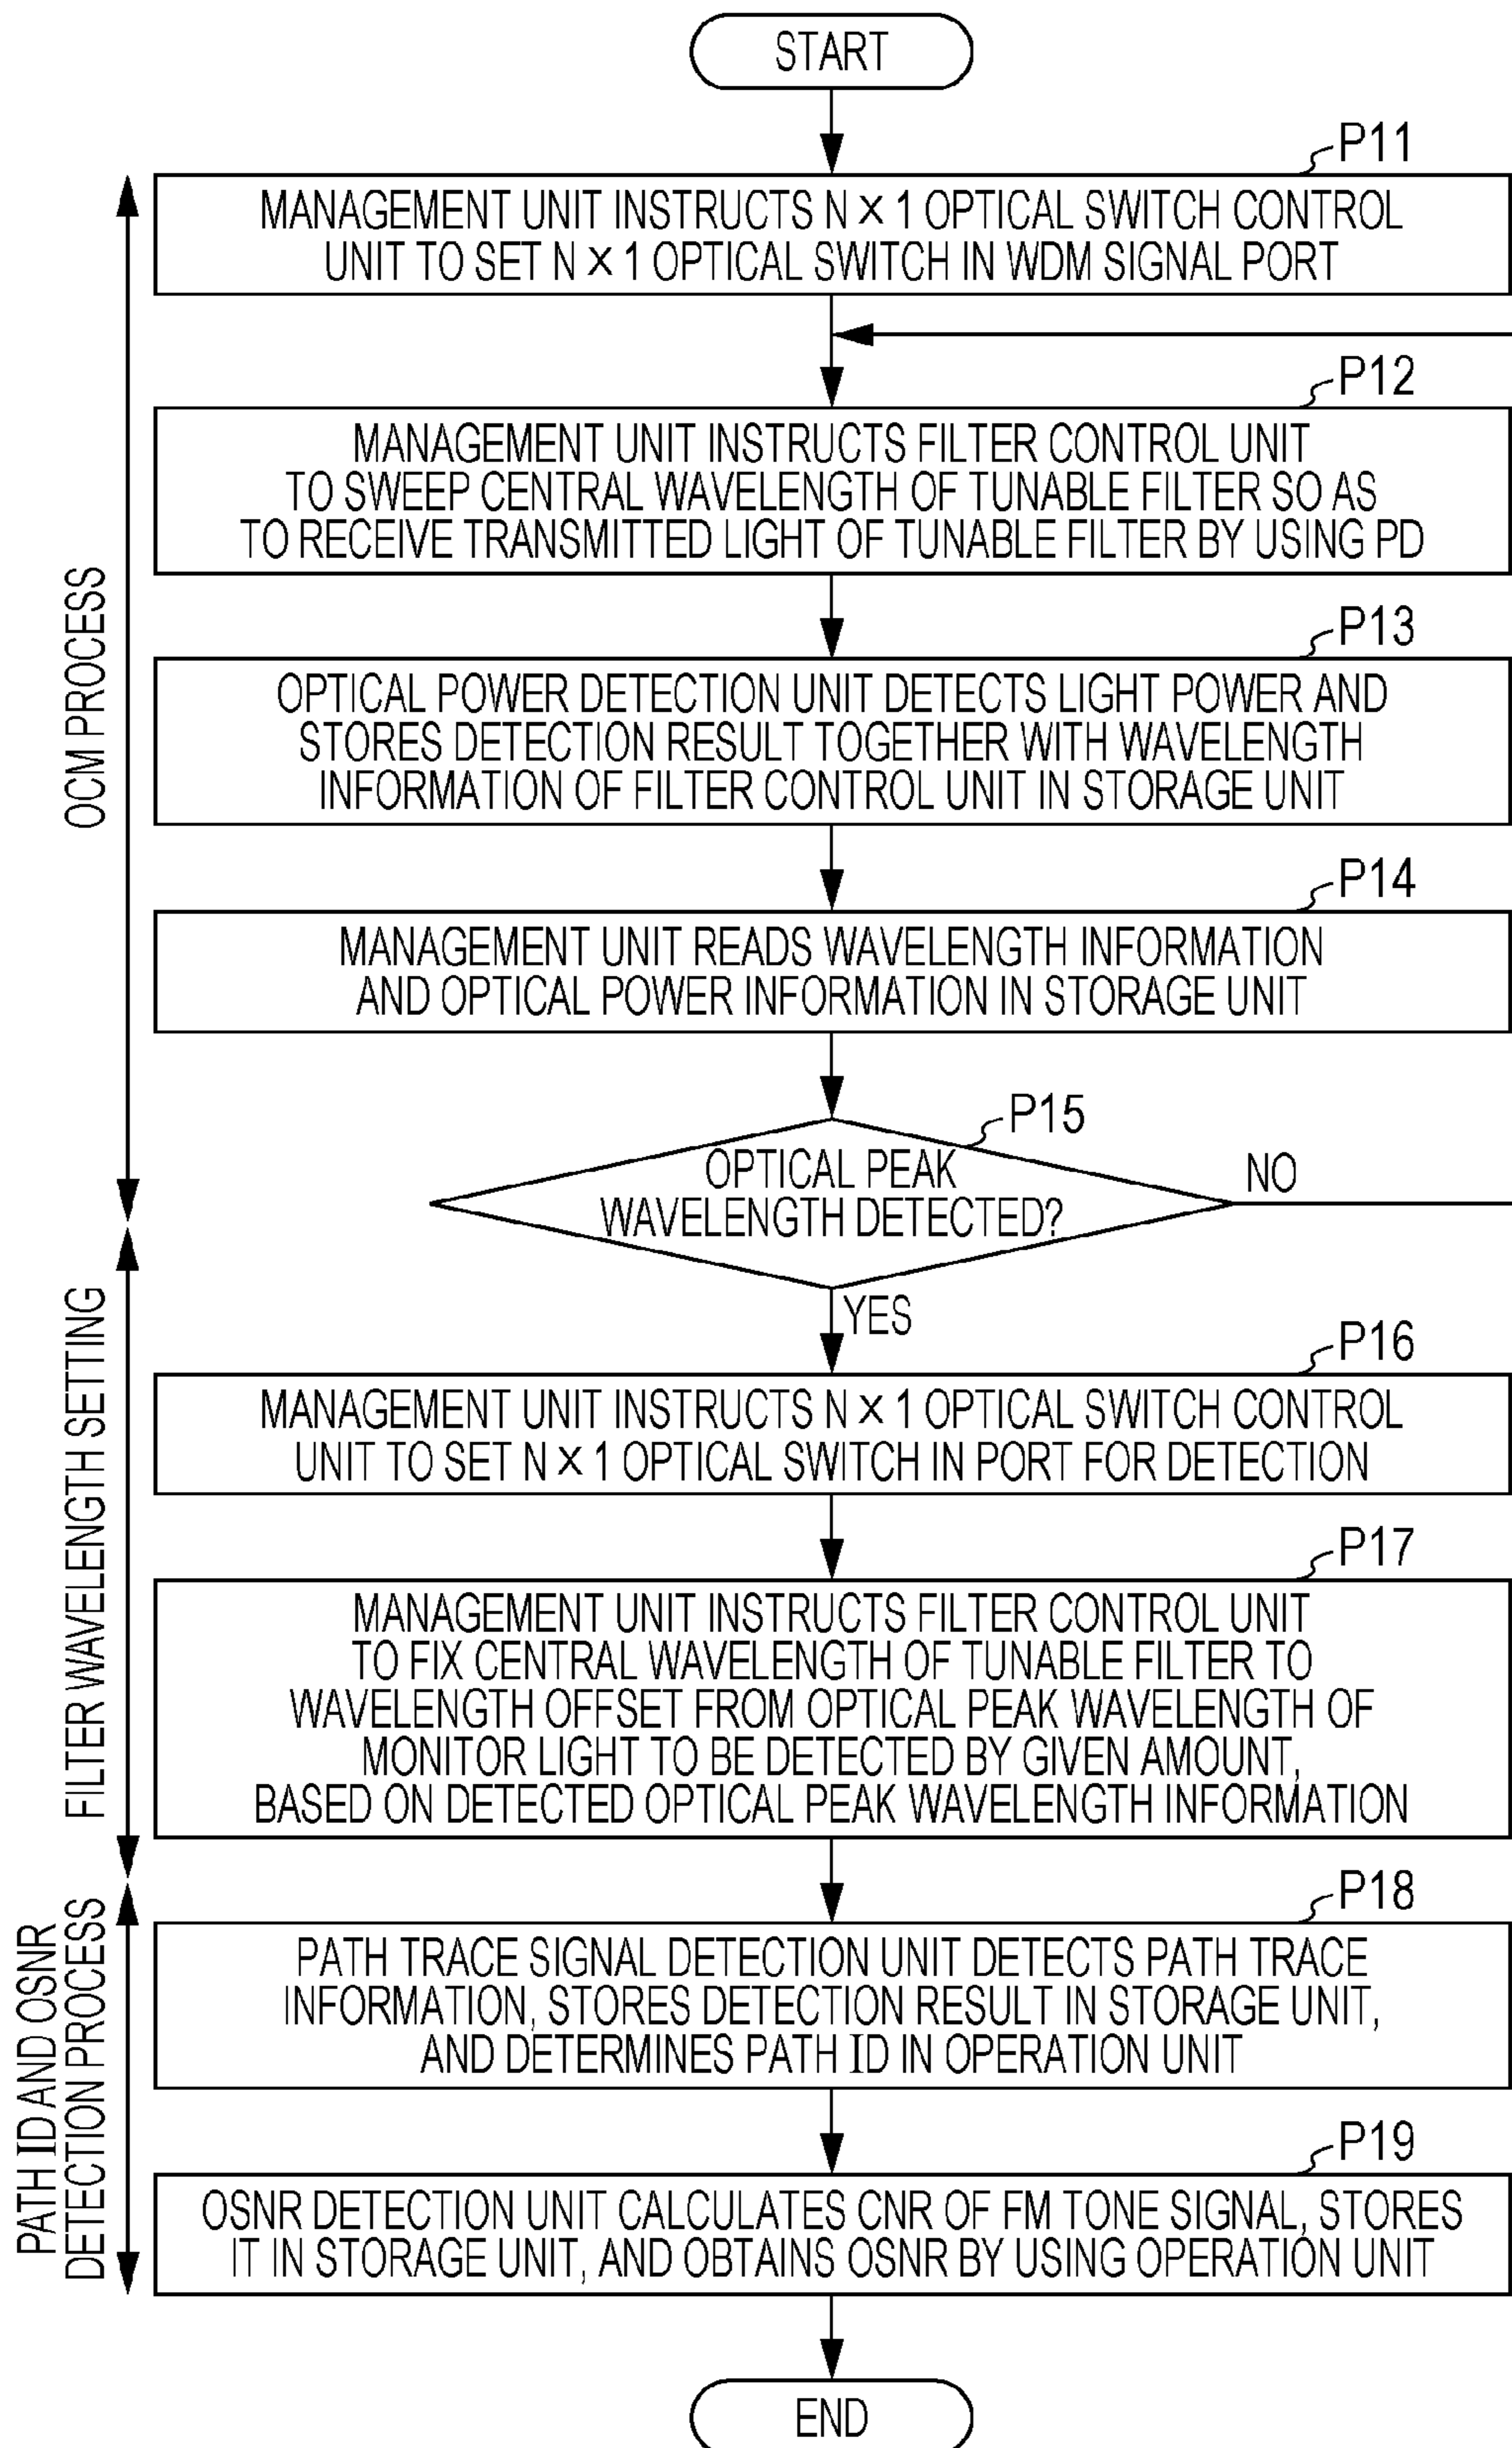 START
P11
MANAGEMENT UNIT INSTRUCTS N × 1 OPTICAL SWITCH CONTROL
UNIT TO SET N × 1 OPTICAL SWITCH IN WDM SIGNAL PORT
P12
MANAGEMENT UNIT INSTRUCTS FILTER CONTROL UNIT
TO SWEEP CENTRAL WAVELENGTH OF TUNABLE FILTER SO AS
TO RECEIVE TRANSMITTED LIGHT OF TUNABLE FILTER BY USING PD
OCM PROCESS
P13
OPTICAL POWER DETECTION UNIT DETECTS LIGHT POWER AND
STORES DETECTION RESULT TOGETHER WITH WAVELENGTH
INFORMATION OF FILTER CONTROL UNIT IN STORAGE UNIT
P14
MANAGEMENT UNIT READS WAVELENGTH INFORMATION
AND OPTICAL POWER INFORMATION IN STORAGE UNIT
P15
OPTICAL PEAK
WAVELENGTH DETECTED?
NO
YES
FILTER WAVELENGTH SETTING
P16
MANAGEMENT UNIT INSTRUCTS N × 1 OPTICAL SWITCH CONTROL
UNIT TO SET N × 1 OPTICAL SWITCH IN PORT FOR DETECTION
P17
MANAGEMENT UNIT INSTRUCTS FILTER CONTROL UNIT
TO FIX CENTRAL WAVELENGTH OF TUNABLE FILTER TO
WAVELENGTH OFFSET FROM OPTICAL PEAK WAVELENGTH OF
MONITOR LIGHT TO BE DETECTED BY GIVEN AMOUNT,
BASED ON DETECTED OPTICAL PEAK WAVELENGTH INFORMATION
PATH ID AND OSNR
DETECTION PROCESS
P18
PATH TRACE SIGNAL DETECTION UNIT DETECTS PATH TRACE
INFORMATION, STORES DETECTION RESULT IN STORAGE UNIT,
AND DETERMINES PATH ID IN OPERATION UNIT
P19
OSNR DETECTION UNIT CALCULATES CNR OF FM TONE SIGNAL, STORES
IT IN STORAGE UNIT, AND OBTAINS OSNR BY USING OPERATION UNIT
END